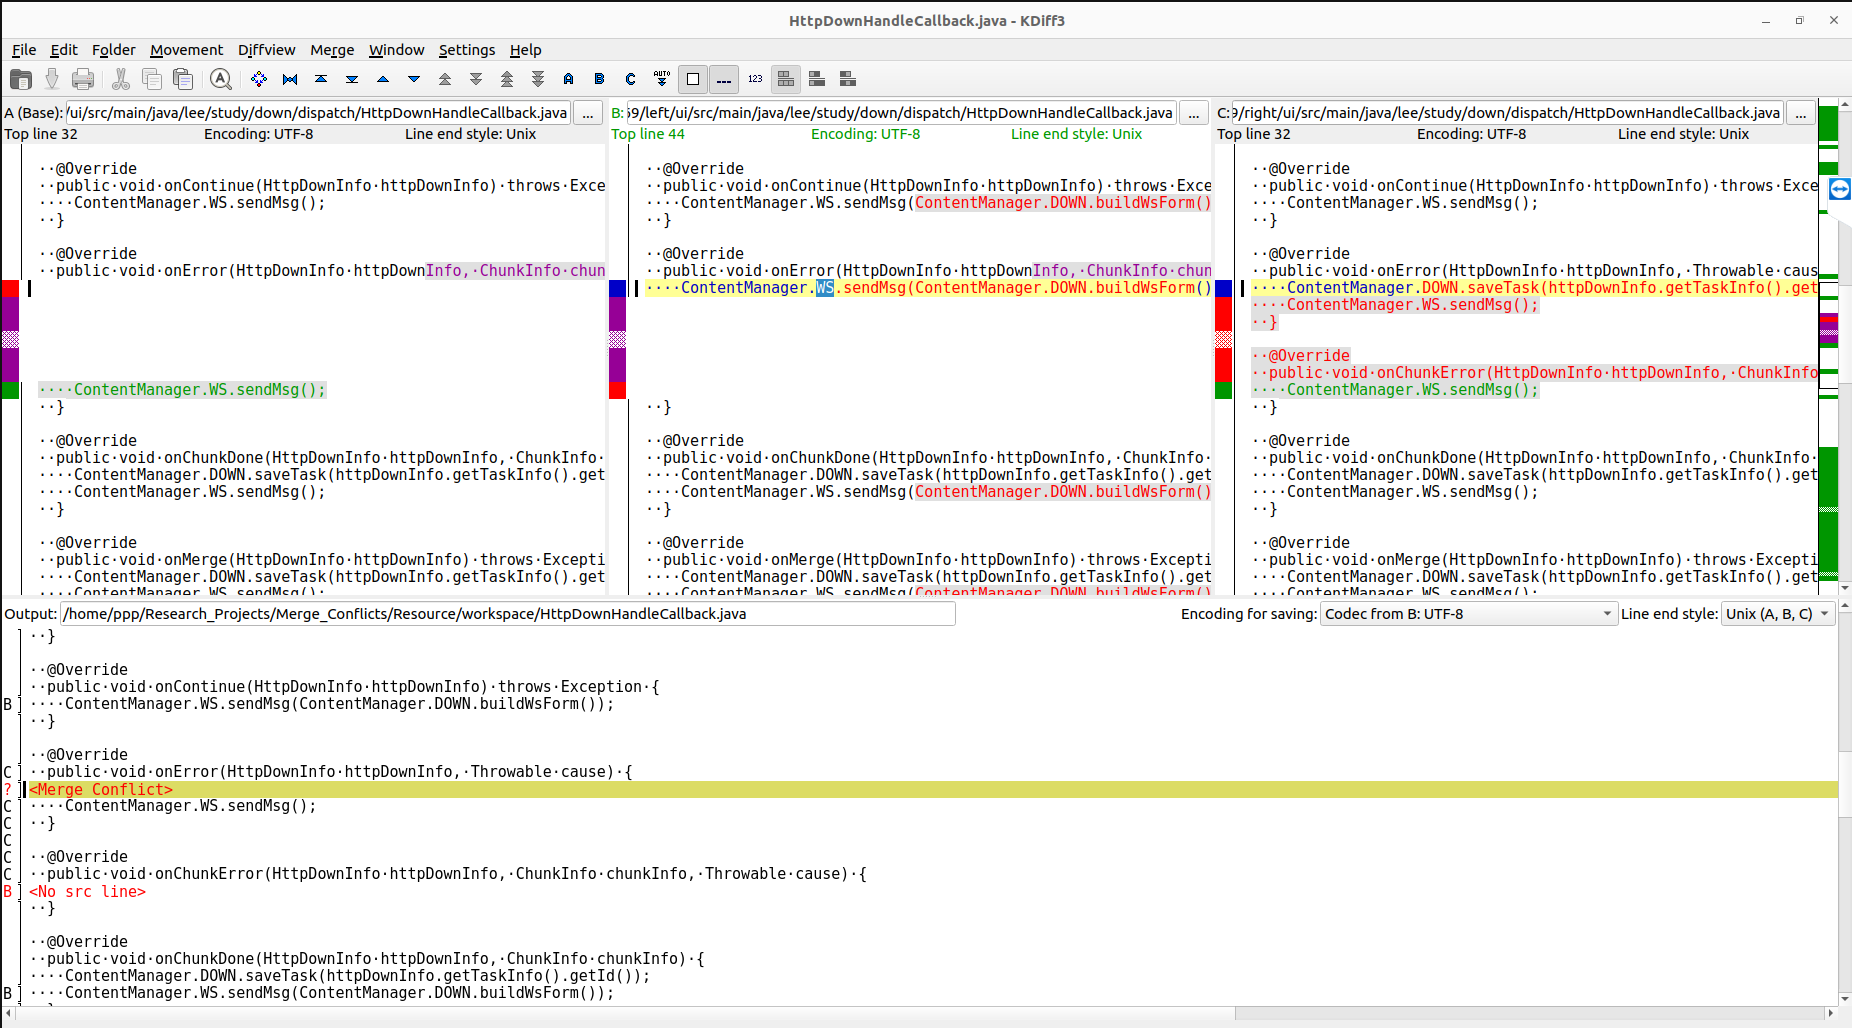 HttpDownHandleCallback.java - KDiff3
File Edit Folder Movement Diffview Merge Window Settings Help
A B C AUTO 123
A (Base): /ui/src/main/java/lee/study/down/dispatch/HttpDownHandleCallback.java ...
Top line 32 Encoding: UTF-8 Line end style: Unix
··@Override
··public·void·onContinue(HttpDownInfo·httpDownInfo)·throws·Exce
····ContentManager.WS.sendMsg();
··}
··@Override
··public·void·onError(HttpDownInfo·httpDownInfo,·ChunkInfo·chun
····ContentManager.WS.sendMsg();
··}
··@Override
··public·void·onChunkDone(HttpDownInfo·httpDownInfo,·ChunkInfo·
····ContentManager.DOWN.saveTask(httpDownInfo.getTaskInfo().get
····ContentManager.WS.sendMsg();
··}
··@Override
··public·void·onMerge(HttpDownInfo·httpDownInfo)·throws·Excepti
····ContentManager.DOWN.saveTask(httpDownInfo.getTaskInfo().get
····ContentManager.WS.sendMsg();
B: 59/left/ui/src/main/java/lee/study/down/dispatch/HttpDownHandleCallback.java ...
Top line 44 Encoding: UTF-8 Line end style: Unix
··@Override
··public·void·onContinue(HttpDownInfo·httpDownInfo)·throws·Exce
····ContentManager.WS.sendMsg(ContentManager.DOWN.buildWsForm()
··}
··@Override
··public·void·onError(HttpDownInfo·httpDownInfo,·ChunkInfo·chun
····ContentManager.WS.sendMsg(ContentManager.DOWN.buildWsForm()
··}
··@Override
··public·void·onChunkDone(HttpDownInfo·httpDownInfo,·ChunkInfo·
····ContentManager.DOWN.saveTask(httpDownInfo.getTaskInfo().get
····ContentManager.WS.sendMsg(ContentManager.DOWN.buildWsForm()
··}
··@Override
··public·void·onMerge(HttpDownInfo·httpDownInfo)·throws·Excepti
····ContentManager.DOWN.saveTask(httpDownInfo.getTaskInfo().get
····ContentManager.WS.sendMsg(ContentManager.DOWN.buildWsForm()
C: 9/right/ui/src/main/java/lee/study/down/dispatch/HttpDownHandleCallback.java ...
Top line 32 Encoding: UTF-8 Line end style: Unix
··@Override
··public·void·onContinue(HttpDownInfo·httpDownInfo)·throws·Exce
····ContentManager.WS.sendMsg();
··}
··@Override
··public·void·onError(HttpDownInfo·httpDownInfo,·Throwable·caus
····ContentManager.DOWN.saveTask(httpDownInfo.getTaskInfo().get
····ContentManager.WS.sendMsg();
··}
··@Override
··public·void·onChunkError(HttpDownInfo·httpDownInfo,·ChunkInfo
····ContentManager.WS.sendMsg();
··}
··@Override
··public·void·onChunkDone(HttpDownInfo·httpDownInfo,·ChunkInfo·
····ContentManager.DOWN.saveTask(httpDownInfo.getTaskInfo().get
····ContentManager.WS.sendMsg();
··}
··@Override
··public·void·onMerge(HttpDownInfo·httpDownInfo)·throws·Excepti
····ContentManager.DOWN.saveTask(httpDownInfo.getTaskInfo().get
····ContentManager.WS.sendMsg();
Output: /home/ppp/Research_Projects/Merge_Conflicts/Resource/workspace/HttpDownHandleCallback.java Encoding for saving: Codec from B: UTF-8 Line end style: Unix (A, B, C)
··}
··@Override
··public·void·onContinue(HttpDownInfo·httpDownInfo)·throws·Exception·{
B ····ContentManager.WS.sendMsg(ContentManager.DOWN.buildWsForm());
··}
··@Override
C ··public·void·onError(HttpDownInfo·httpDownInfo,·Throwable·cause)·{
? <Merge Conflict>
C ····ContentManager.WS.sendMsg();
C ··}
C
C ··@Override
C ··public·void·onChunkError(HttpDownInfo·httpDownInfo,·ChunkInfo·chunkInfo,·Throwable·cause)·{
B <No src line>
··}
··@Override
··public·void·onChunkDone(HttpDownInfo·httpDownInfo,·ChunkInfo·chunkInfo)·{
····ContentManager.DOWN.saveTask(httpDownInfo.getTaskInfo().getId());
B ····ContentManager.WS.sendMsg(ContentManager.DOWN.buildWsForm());